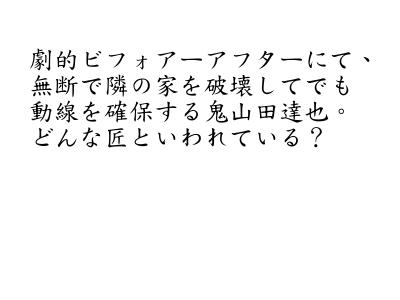 劇的ビフォアーアフターにて、
無断で隣の家を破壊してでも
動線を確保する鬼山田達也。
どんな匠といわれている？